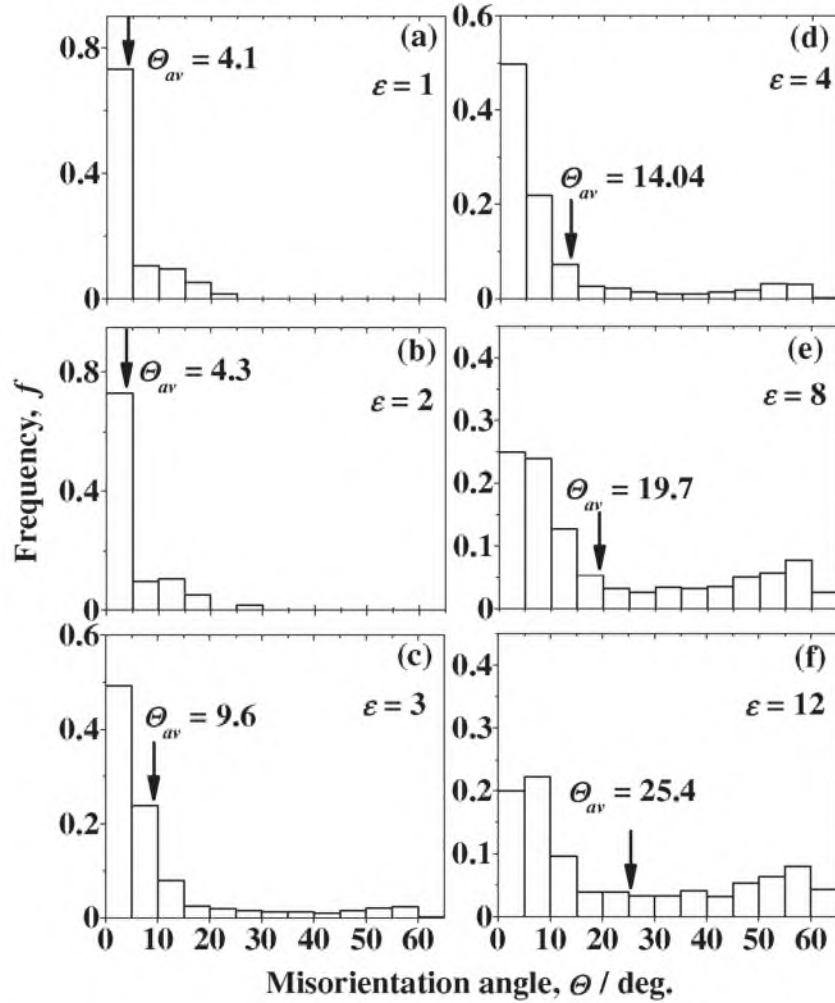 (a)
Θav = 4.1
ε = 1
0.8
0.4
0
(b)
Θav = 4.3
ε = 2
0.8
0.4
0
(c)
Θav = 9.6
ε = 3
0.6
0.4
0.2
0
0 10 20 30 40 50 60
(d)
ε = 4
Θav = 14.04
0.6
0.4
0.2
0
(e)
ε = 8
Θav = 19.7
0.4
0.3
0.2
0.1
0
(f)
ε = 12
Θav = 25.4
0.4
0.3
0.2
0.1
0
0 10 20 30 40 50 60
Frequency, f
Misorientation angle, Θ / deg.